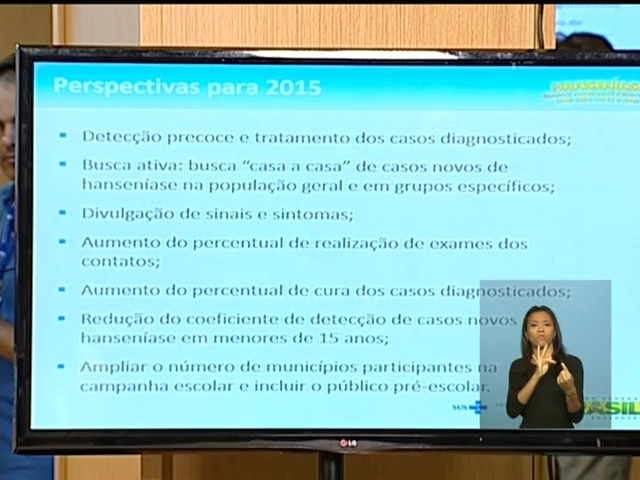 Perspectivas para 2015
Detecção precoce e tratamento dos casos diagnosticados;
Busca ativa: busca “casa a casa” de casos novos de
hanseníase na população geral e em grupos específicos;
Divulgação de sinais e sintomas;
Aumento do percentual de realização de exames dos
contatos;
Aumento do percentual de cura dos casos diagnosticados;
Redução do coeficiente de detecção de casos novos
hanseníase em menores de 15 anos;
Ampliar o número de municípios participantes na
campanha escolar e incluir o público pré-escolar.
SUS
LG